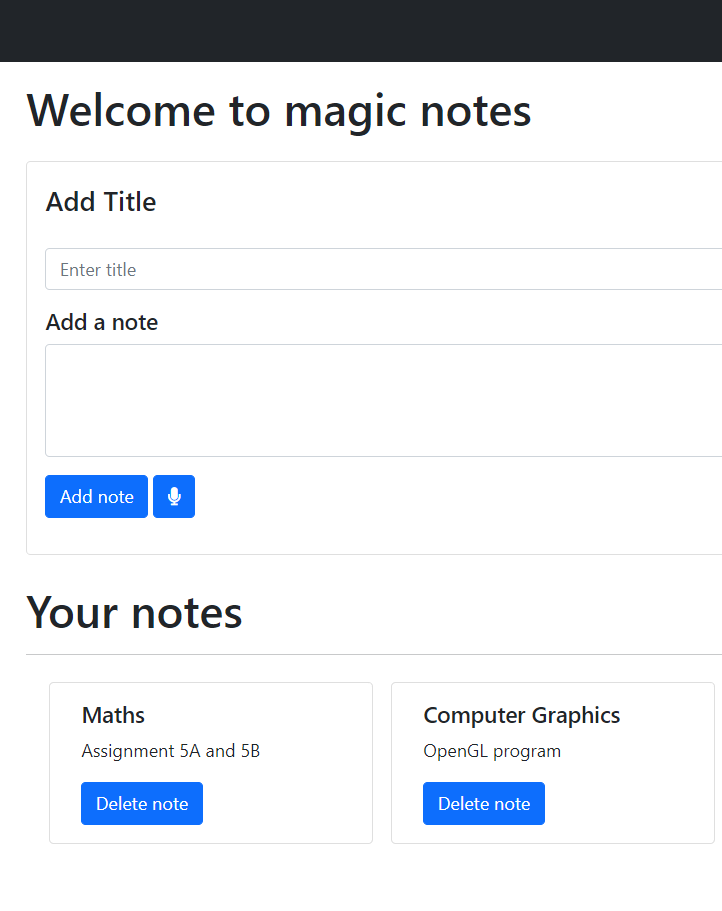 Welcome to magic notes
Add Title
Enter title
Add a note
Add note
Your notes
Maths
Assignment 5A and 5B
Delete note
Computer Graphics
OpenGL program
Delete note